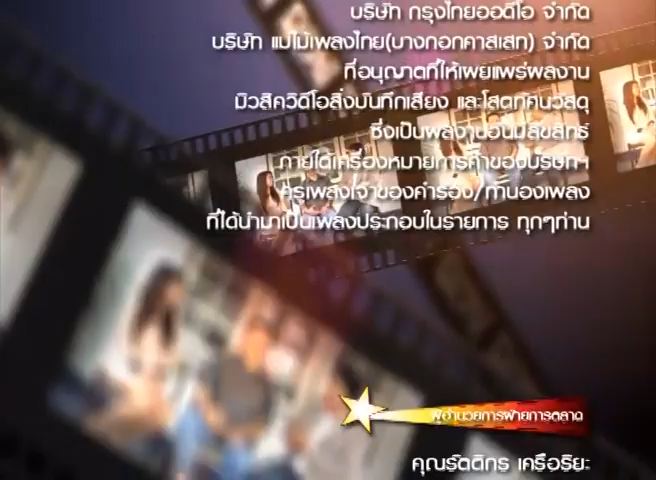 บริษัท กรุงไทยออดิโอ จำกัด
บริษัท แม่ไม้เพลงไทย(บางกอกคาสเสท) จำกัด
ที่อนุญาตที่ให้เผยแพร่ผลงาน
มิวสิควิดีโอสิ่งบันทึกเสียง และโสตทัศนวัสดุ
ซึ่งเป็นผลงานอันมีลิขสิทธิ์
ภายใต้เครื่องหมายการค้าของบริษัทฯ
ครูเพลงเจ้าของคำร้อง/ทำนองเพลง
ที่ได้นำมาเป็นเพลงประกอบในรายการ ทุกๆท่าน
ผู้อำนวยการฝ่ายการตลาด
คุณรัตติกร เครือริยะ